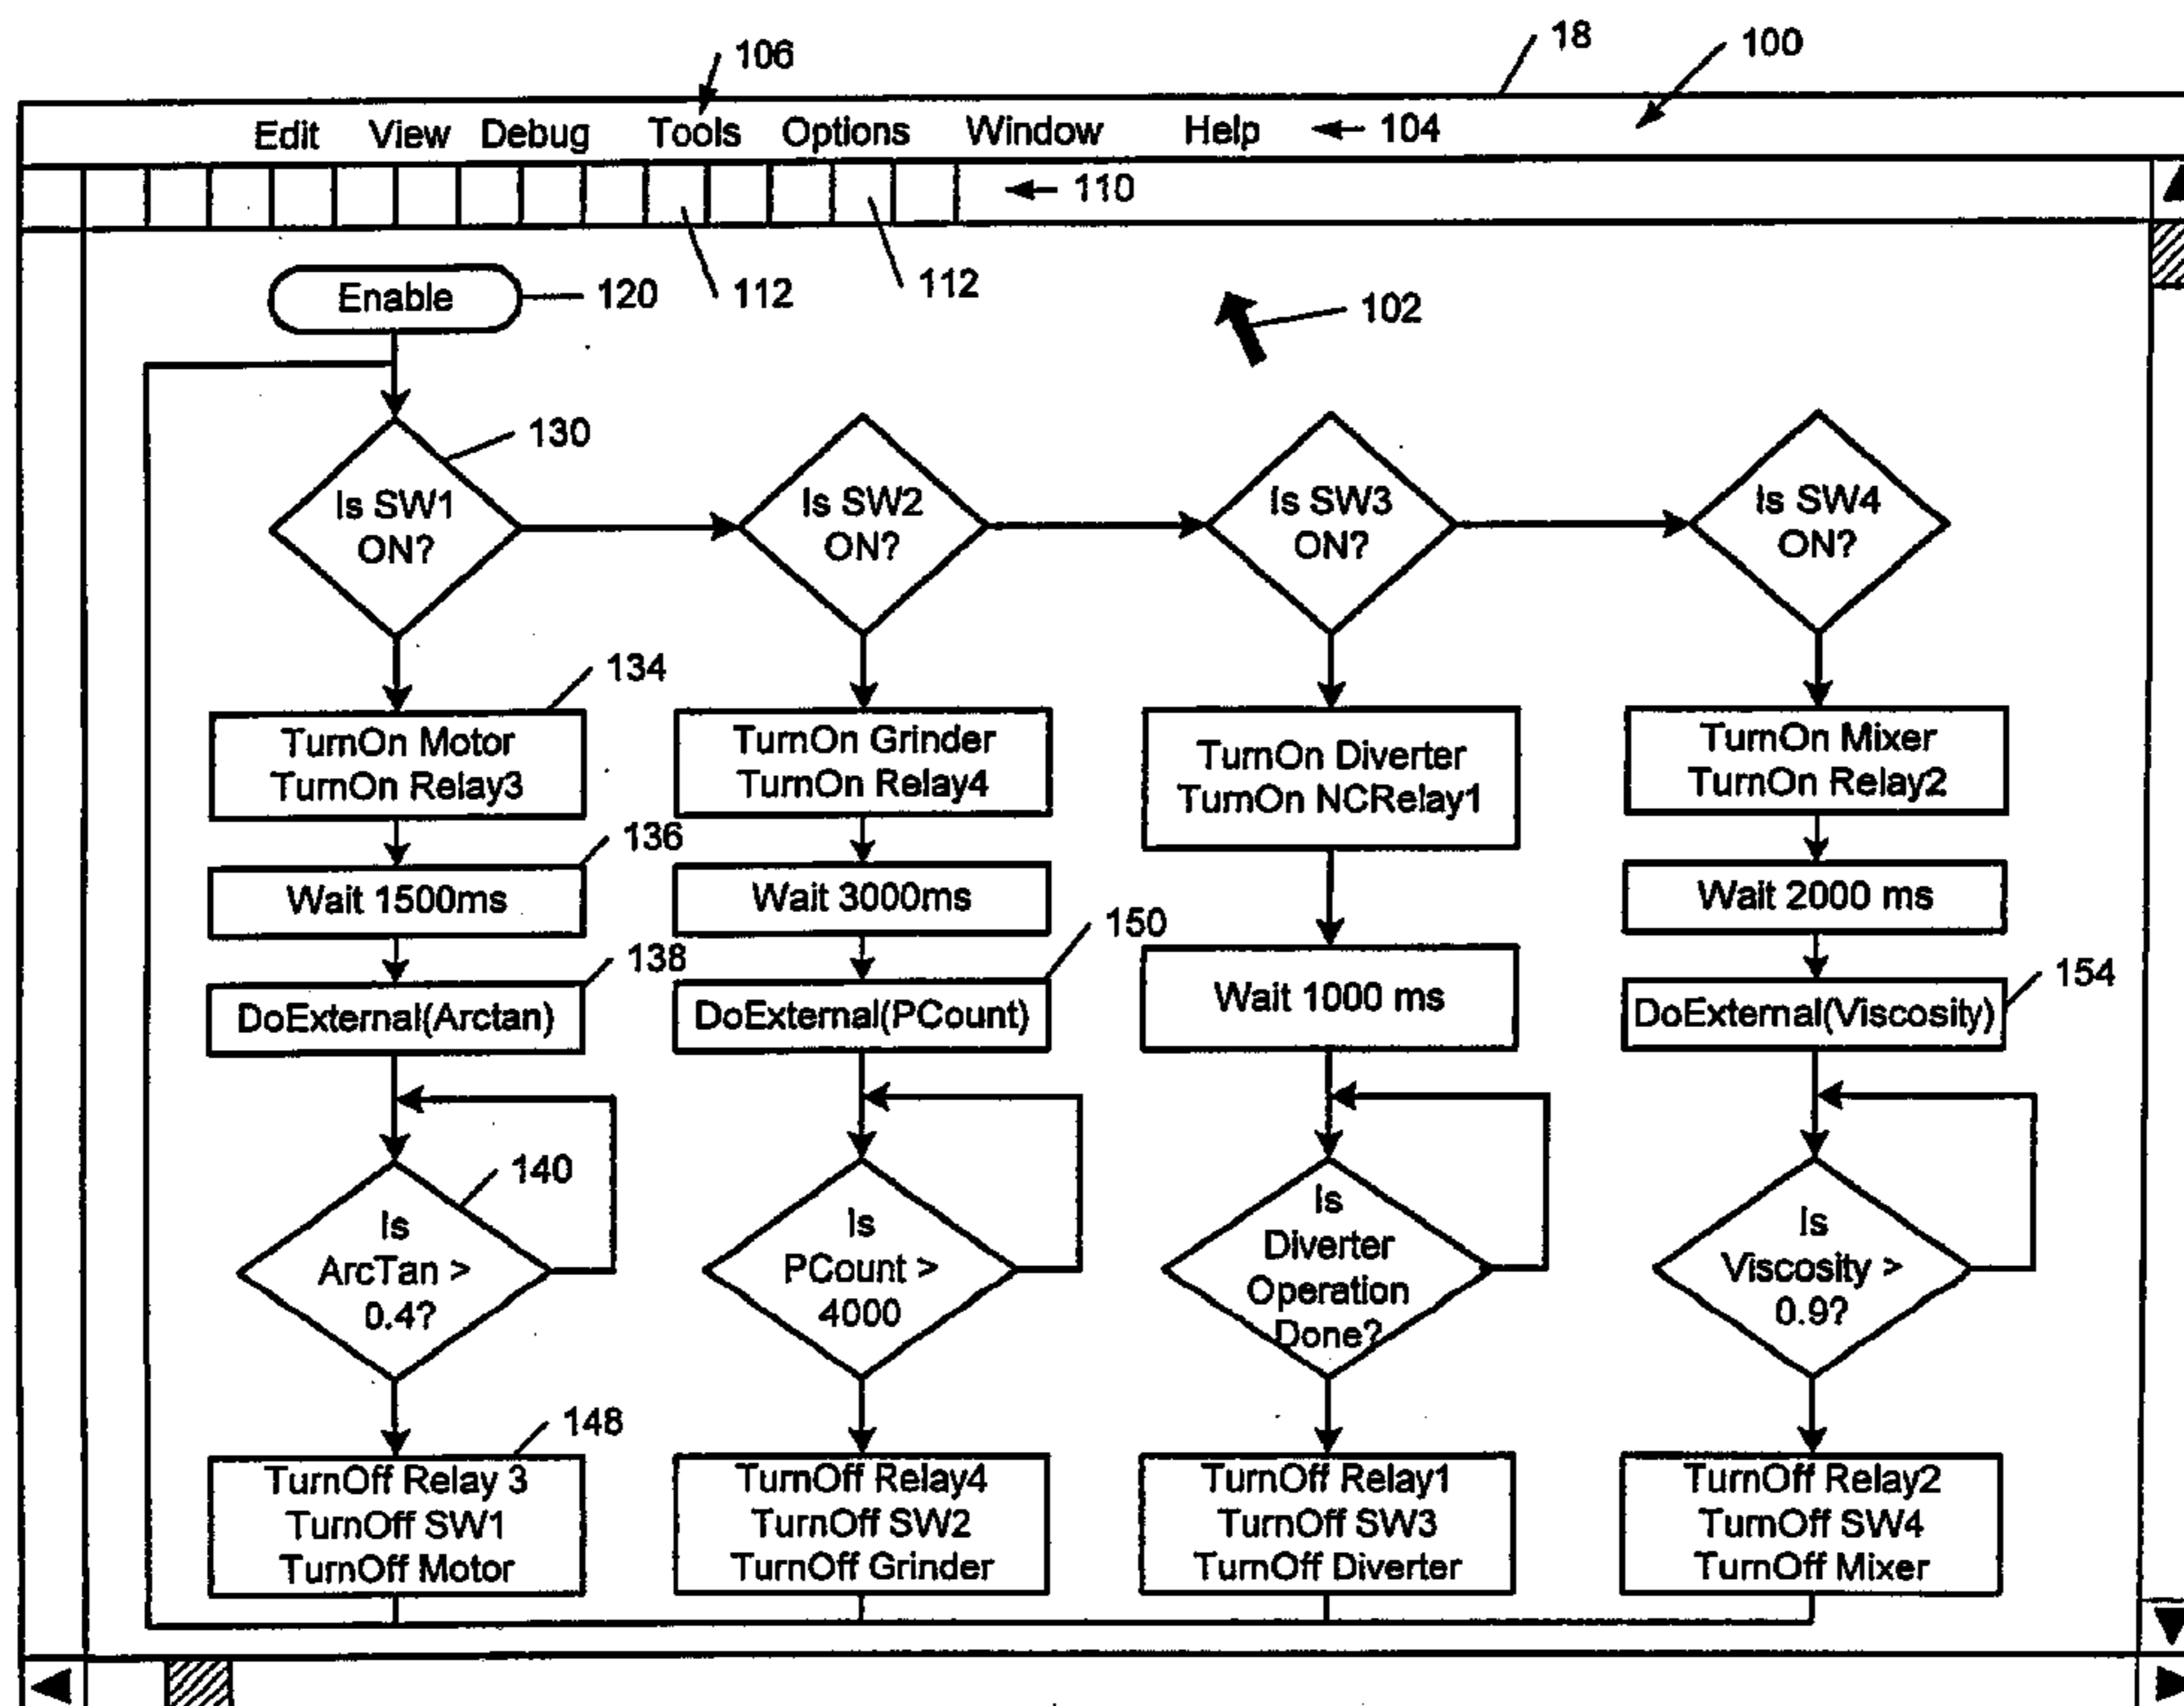 106
18
100
Edit View Debug Tools Options Window Help 104
110
112
112
Enable
120
102
130
Is SW1
ON?
Is SW2
ON?
Is SW3
ON?
Is SW4
ON?
134
TurnOn Motor
TurnOn Relay3
TurnOn Grinder
TurnOn Relay4
TurnOn Diverter
TurnOn NCRelay1
TurnOn Mixer
TurnOn Relay2
136
Wait 1500ms
Wait 3000ms
Wait 1000 ms
Wait 2000 ms
138
DoExternal(Arctan)
150
DoExternal(PCount)
154
DoExternal(Viscosity)
140
Is
ArcTan >
0.4?
Is
PCount >
4000
Is
Diverter
Operation
Done?
Is
Viscosity >
0.9?
148
TurnOff Relay 3
TurnOff SW1
TurnOff Motor
TurnOff Relay4
TurnOff SW2
TurnOff Grinder
TurnOff Relay1
TurnOff SW3
TurnOff Diverter
TurnOff Relay2
TurnOff SW4
TurnOff Mixer